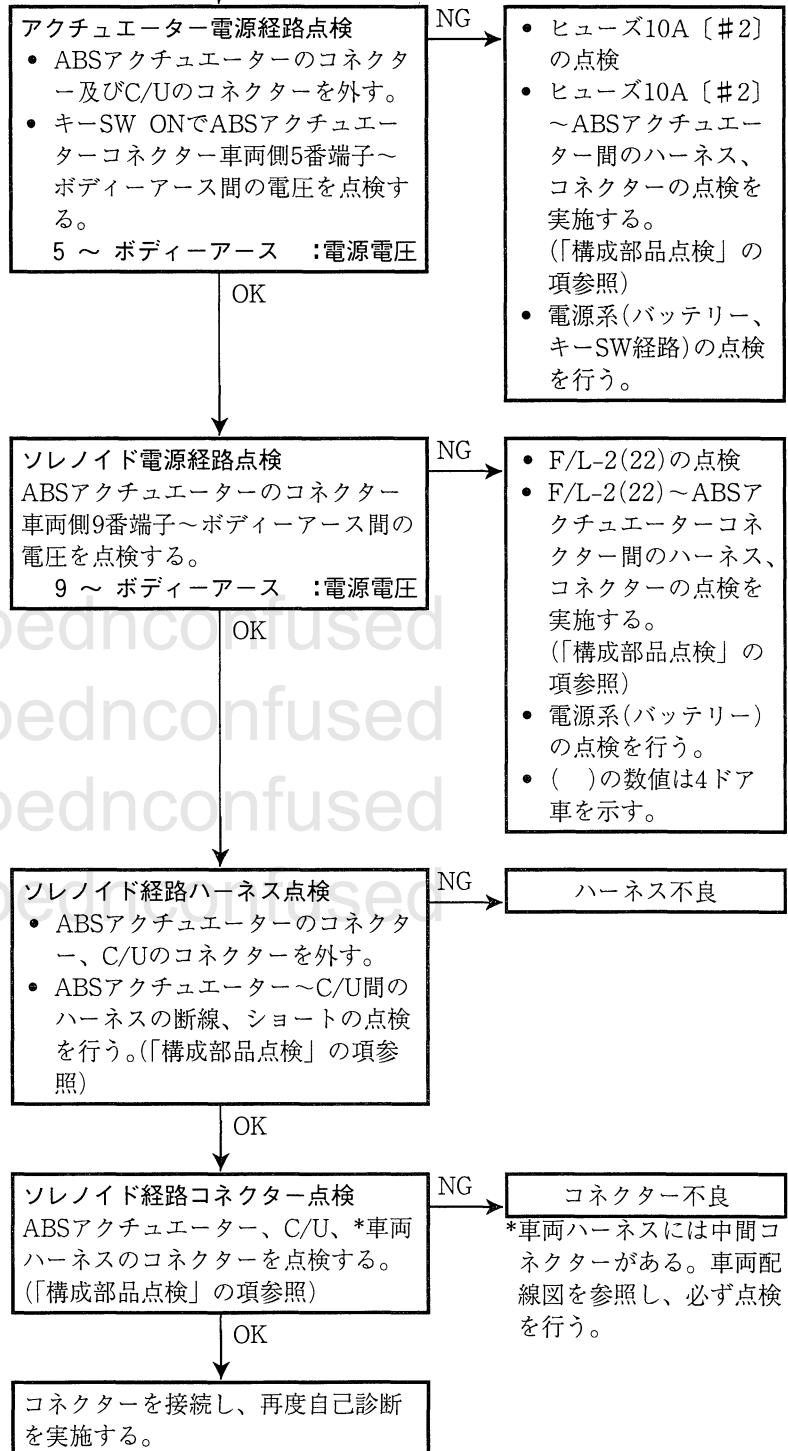 アクチュエーター電源経路点検
● ABSアクチュエーターのコネクタ
ー及びC/Uのコネクターを外す。
● キーSW ONでABSアクチュエー
ターコネクター車両側5番端子～
ボディーアース間の電圧を点検す
る。
5 ～ ボディーアース ：電源電圧
NG
● ヒューズ10A〔＃2〕
の点検
● ヒューズ10A〔＃2〕
～ABSアクチュエー
ター間のハーネス、
コネクターの点検を
実施する。
(「構成部品点検」の
項参照)
● 電源系(バッテリー、
キーSW経路)の点検
を行う。
OK
ソレノイド電源経路点検
ABSアクチュエーターのコネクター
車両側9番端子～ボディーアース間の
電圧を点検する。
9 ～ ボディーアース ：電源電圧
NG
● F/L-2(22)の点検
● F/L-2(22)～ABSア
クチュエーターコネ
クター間のハーネス、
コネクターの点検を
実施する。
(「構成部品点検」の
項参照)
● 電源系(バッテリー)
の点検を行う。
● (　)の数値は4ドア
車を示す。
OK
pednconfused
pednconfused
pednconfused
pednconfused
ソレノイド経路ハーネス点検
● ABSアクチュエーターのコネクタ
ー、C/Uのコネクターを外す。
● ABSアクチュエーター～C/U間の
ハーネスの断線、ショートの点検
を行う。(「構成部品点検」の項参
照)
NG
ハーネス不良
OK
ソレノイド経路コネクター点検
ABSアクチュエーター、C/U、*車両
ハーネスのコネクターを点検する。
(「構成部品点検」の項参照)
NG
コネクター不良
*車両ハーネスには中間コ
ネクターがある。車両配
線図を参照し、必ず点検
を行う。
OK
コネクターを接続し、再度自己診断
を実施する。